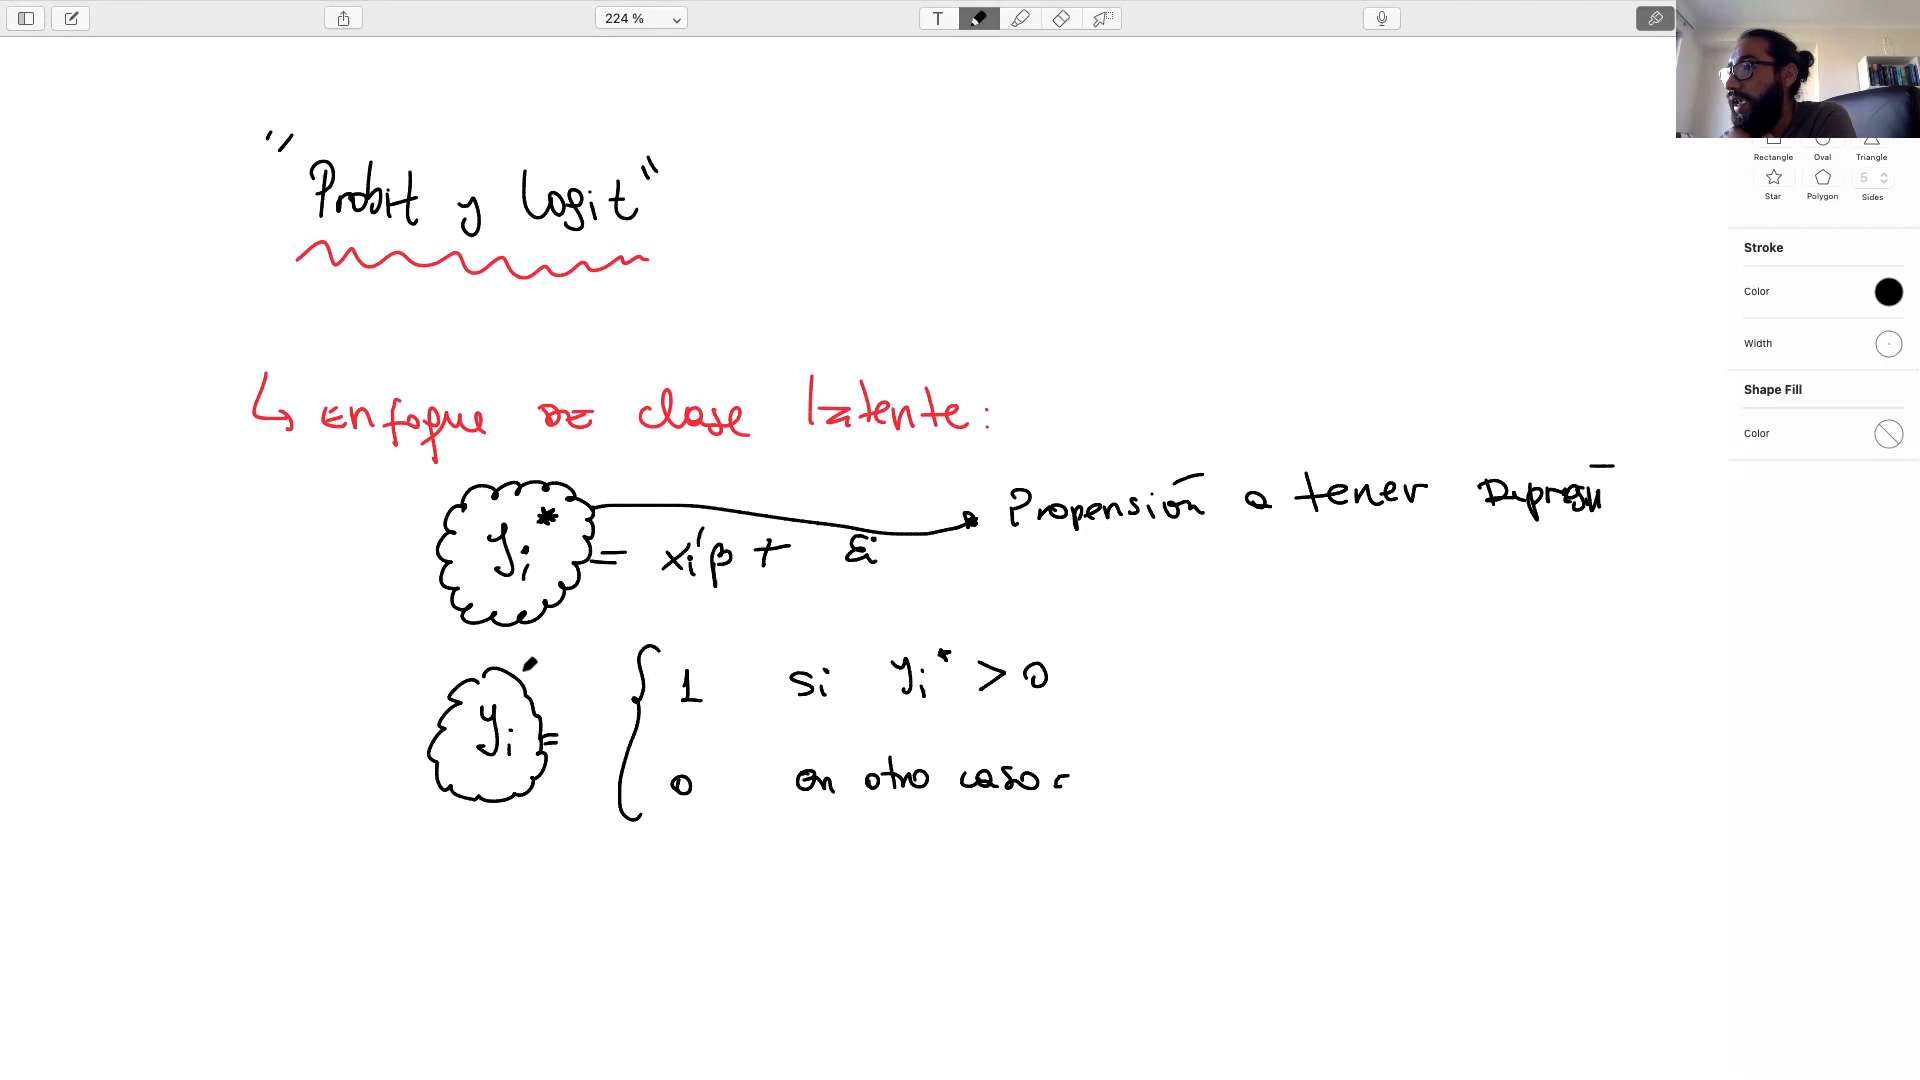 224 %
T
"Probit y Logit"
Rectangle Oval Triangle
5
Star Polygon Sides
Stroke
Color
Width
Shape Fill
Color
↳ Enfoque DE clase latente:
yᵢ* = xᵢ'β + εᵢ
Propensión a tener
yᵢ = { 1 si yᵢ* > 0
0 en otro caso